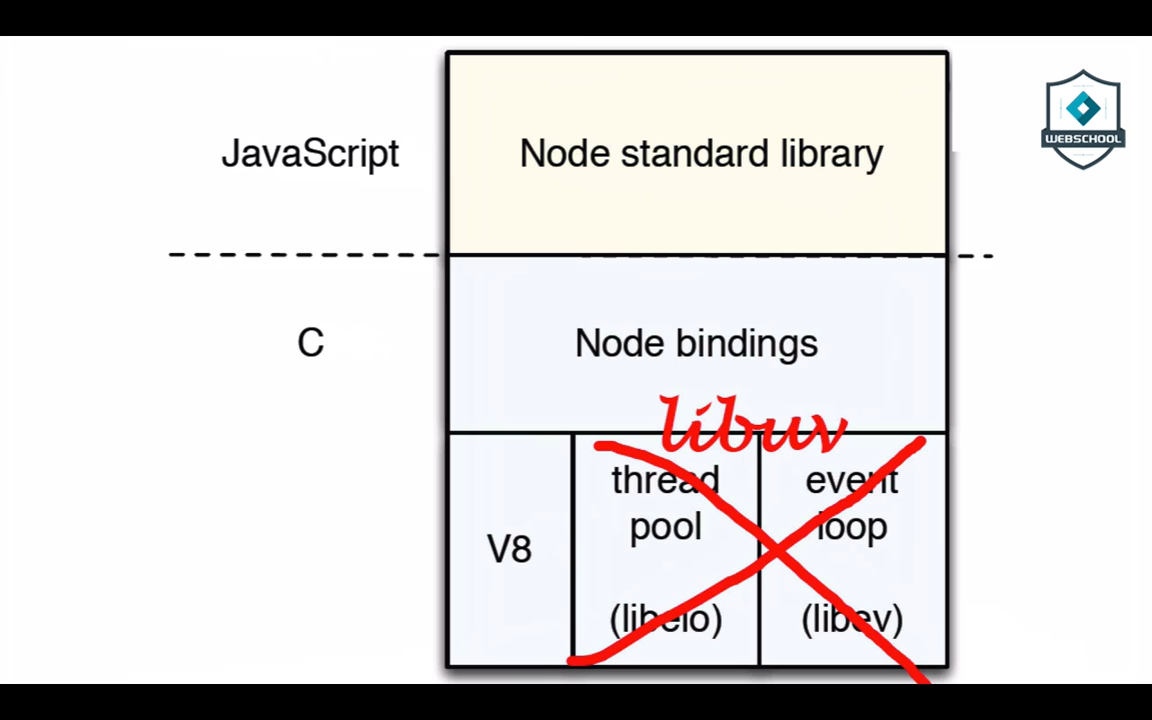 WEBSCHOOL
JavaScript
Node standard library
C
Node bindings
libuv
thread
pool
(libeio)
event
loop
(libev)
V8